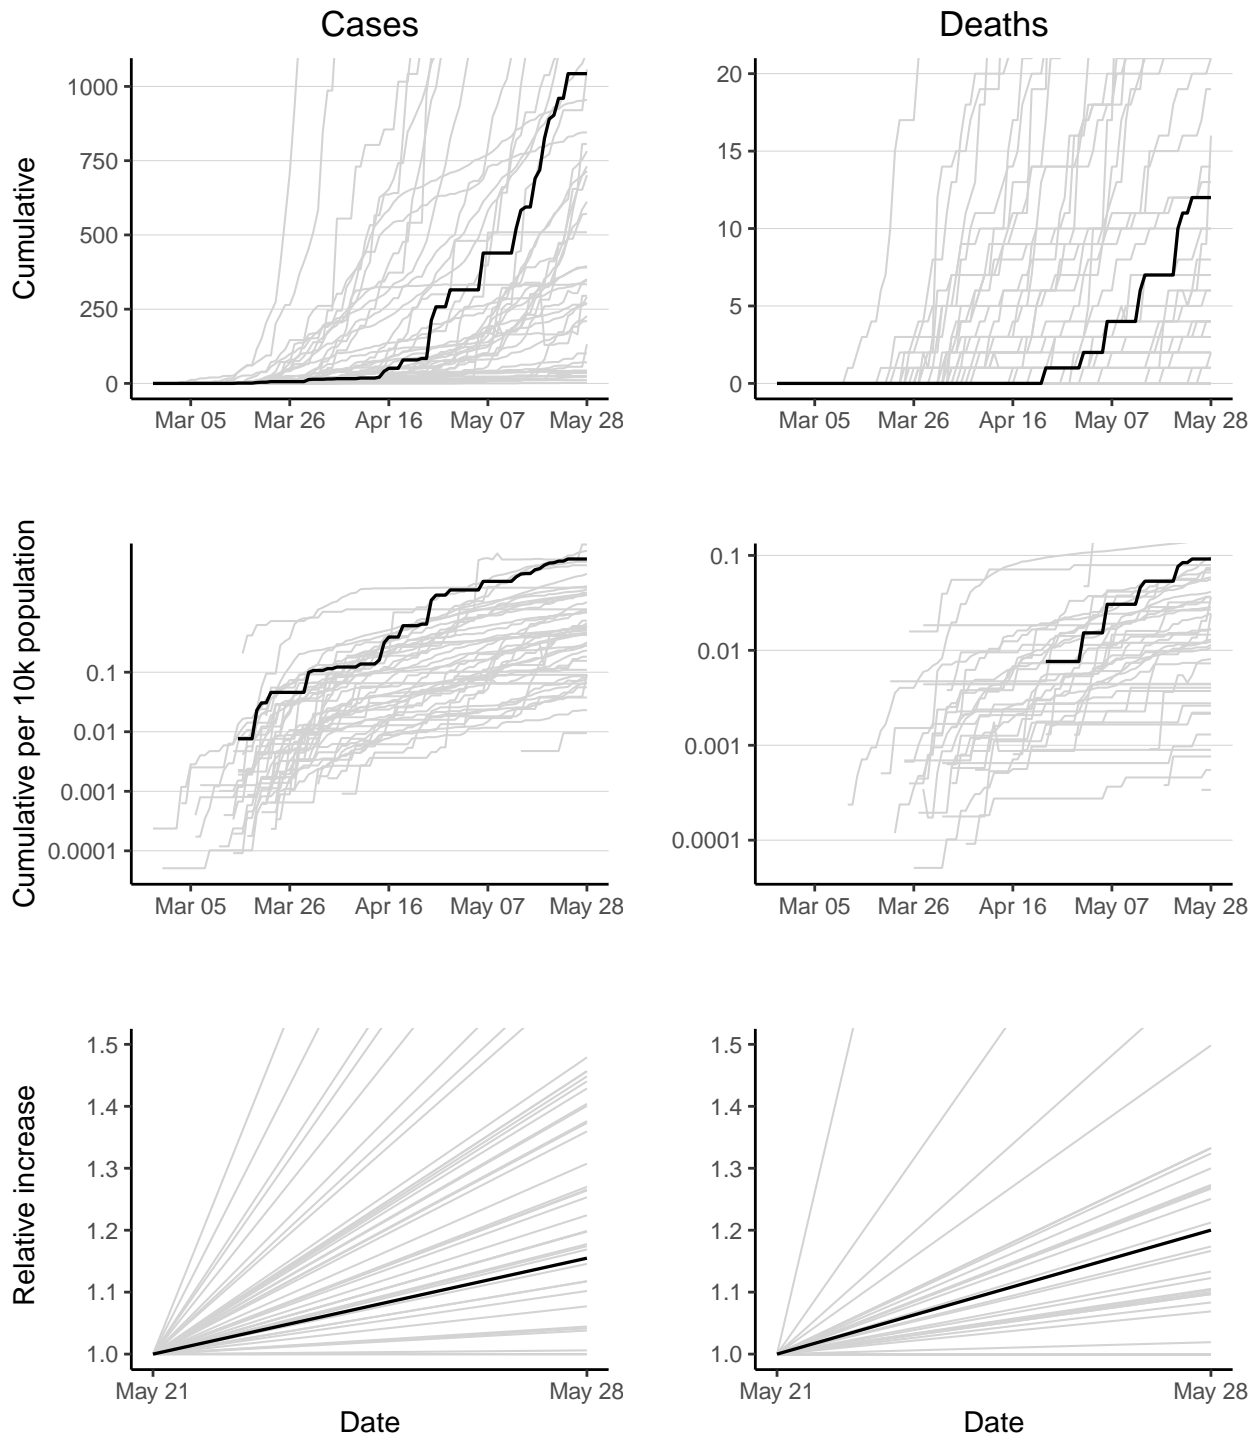 Cases
Deaths
Cumulative
1000
750
500
250
0
Mar 05 Mar 26 Apr 16 May 07 May 28
20
15
10
5
0
Mar 05 Mar 26 Apr 16 May 07 May 28
Cumulative per 10k population
0.1
0.01
0.001
0.0001
Mar 05 Mar 26 Apr 16 May 07 May 28
0.1
0.01
0.001
0.0001
Mar 05 Mar 26 Apr 16 May 07 May 28
Relative increase
1.5
1.4
1.3
1.2
1.1
1.0
May 21 May 28
Date
1.5
1.4
1.3
1.2
1.1
1.0
May 21 May 28
Date